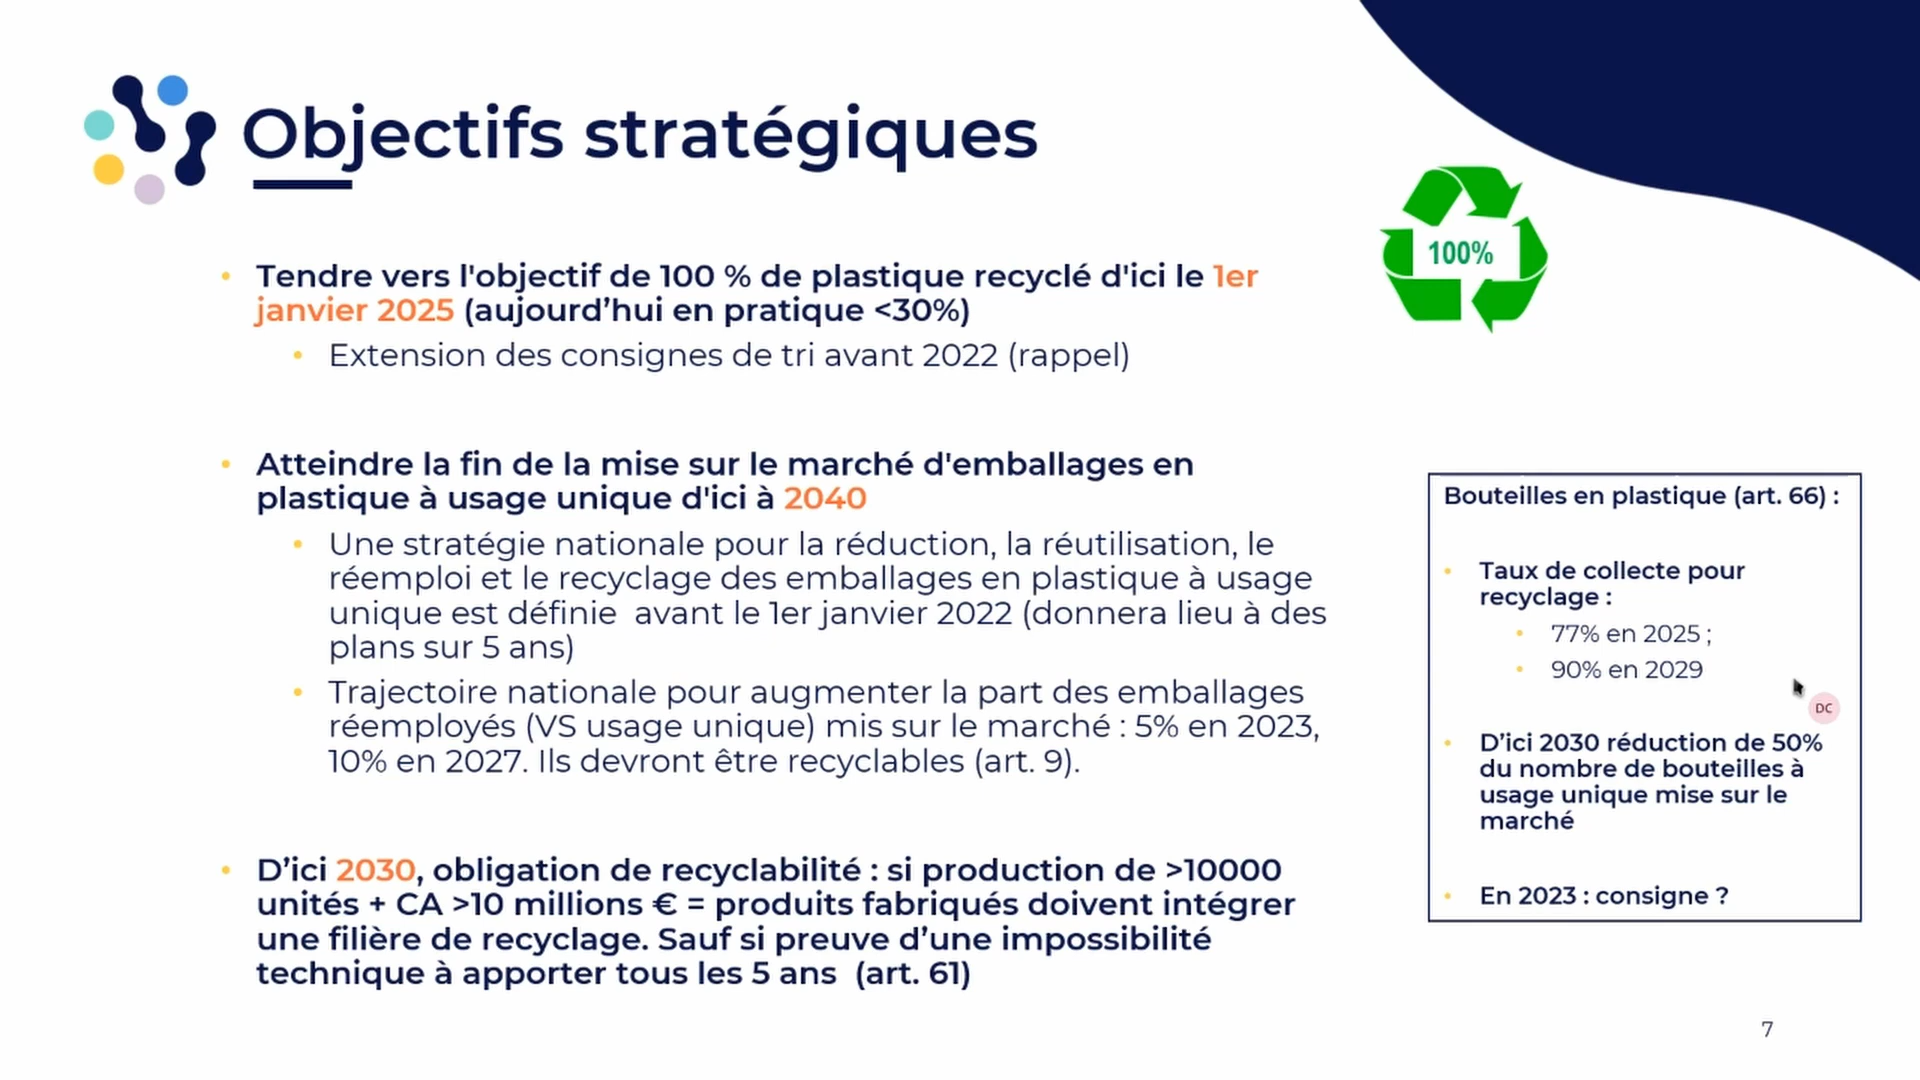 Objectifs stratégiques
100%
• Tendre vers l'objectif de 100 % de plastique recyclé d'ici le 1er
janvier 2025 (aujourd’hui en pratique <30%)
• Extension des consignes de tri avant 2022 (rappel)
• Atteindre la fin de la mise sur le marché d'emballages en
plastique à usage unique d'ici à 2040
• Une stratégie nationale pour la réduction, la réutilisation, le
réemploi et le recyclage des emballages en plastique à usage
unique est définie  avant le 1er janvier 2022 (donnera lieu à des
plans sur 5 ans)
• Trajectoire nationale pour augmenter la part des emballages
réemployés (VS usage unique) mis sur le marché : 5% en 2023,
10% en 2027. Ils devront être recyclables (art. 9).
• D’ici 2030, obligation de recyclabilité : si production de >10000
unités + CA >10 millions € = produits fabriqués doivent intégrer
une filière de recyclage. Sauf si preuve d’une impossibilité
technique à apporter tous les 5 ans  (art. 61)
Bouteilles en plastique (art. 66) :
• Taux de collecte pour
recyclage :
• 77% en 2025 ;
• 90% en 2029
DC
• D’ici 2030 réduction de 50%
du nombre de bouteilles à
usage unique mise sur le
marché
• En 2023 : consigne ?
7